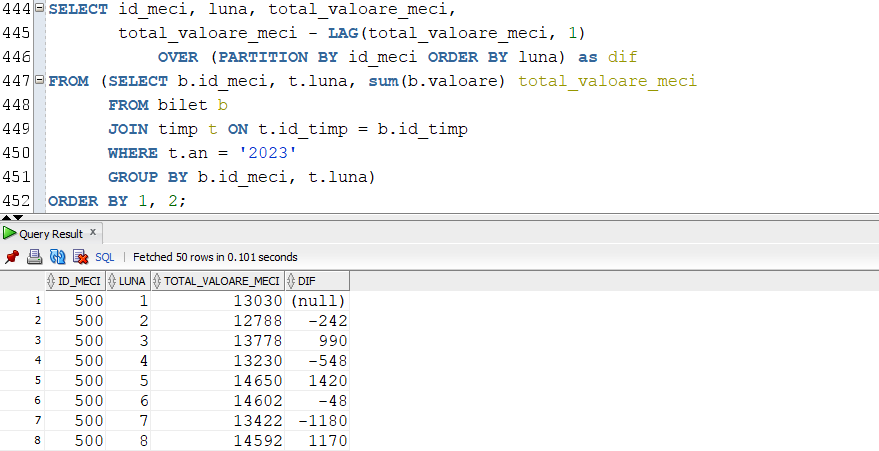 444 SELECT id_meci, luna, total_valoare_meci,
445 total_valoare_meci - LAG(total_valoare_meci, 1)
446 OVER (PARTITION BY id_meci ORDER BY luna) as dif
447 FROM (SELECT b.id_meci, t.luna, sum(b.valoare) total_valoare_meci
448 FROM bilet b
449 JOIN timp t ON t.id_timp = b.id_timp
450 WHERE t.an = '2023'
451 GROUP BY b.id_meci, t.luna)
452 ORDER BY 1, 2;
Query Result x
SQL | Fetched 50 rows in 0.101 seconds
ID_MECI LUNA TOTAL_VALOARE_MECI DIF
1 500 1 13030 (null)
2 500 2 12788 -242
3 500 3 13778 990
4 500 4 13230 -548
5 500 5 14650 1420
6 500 6 14602 -48
7 500 7 13422 -1180
8 500 8 14592 1170